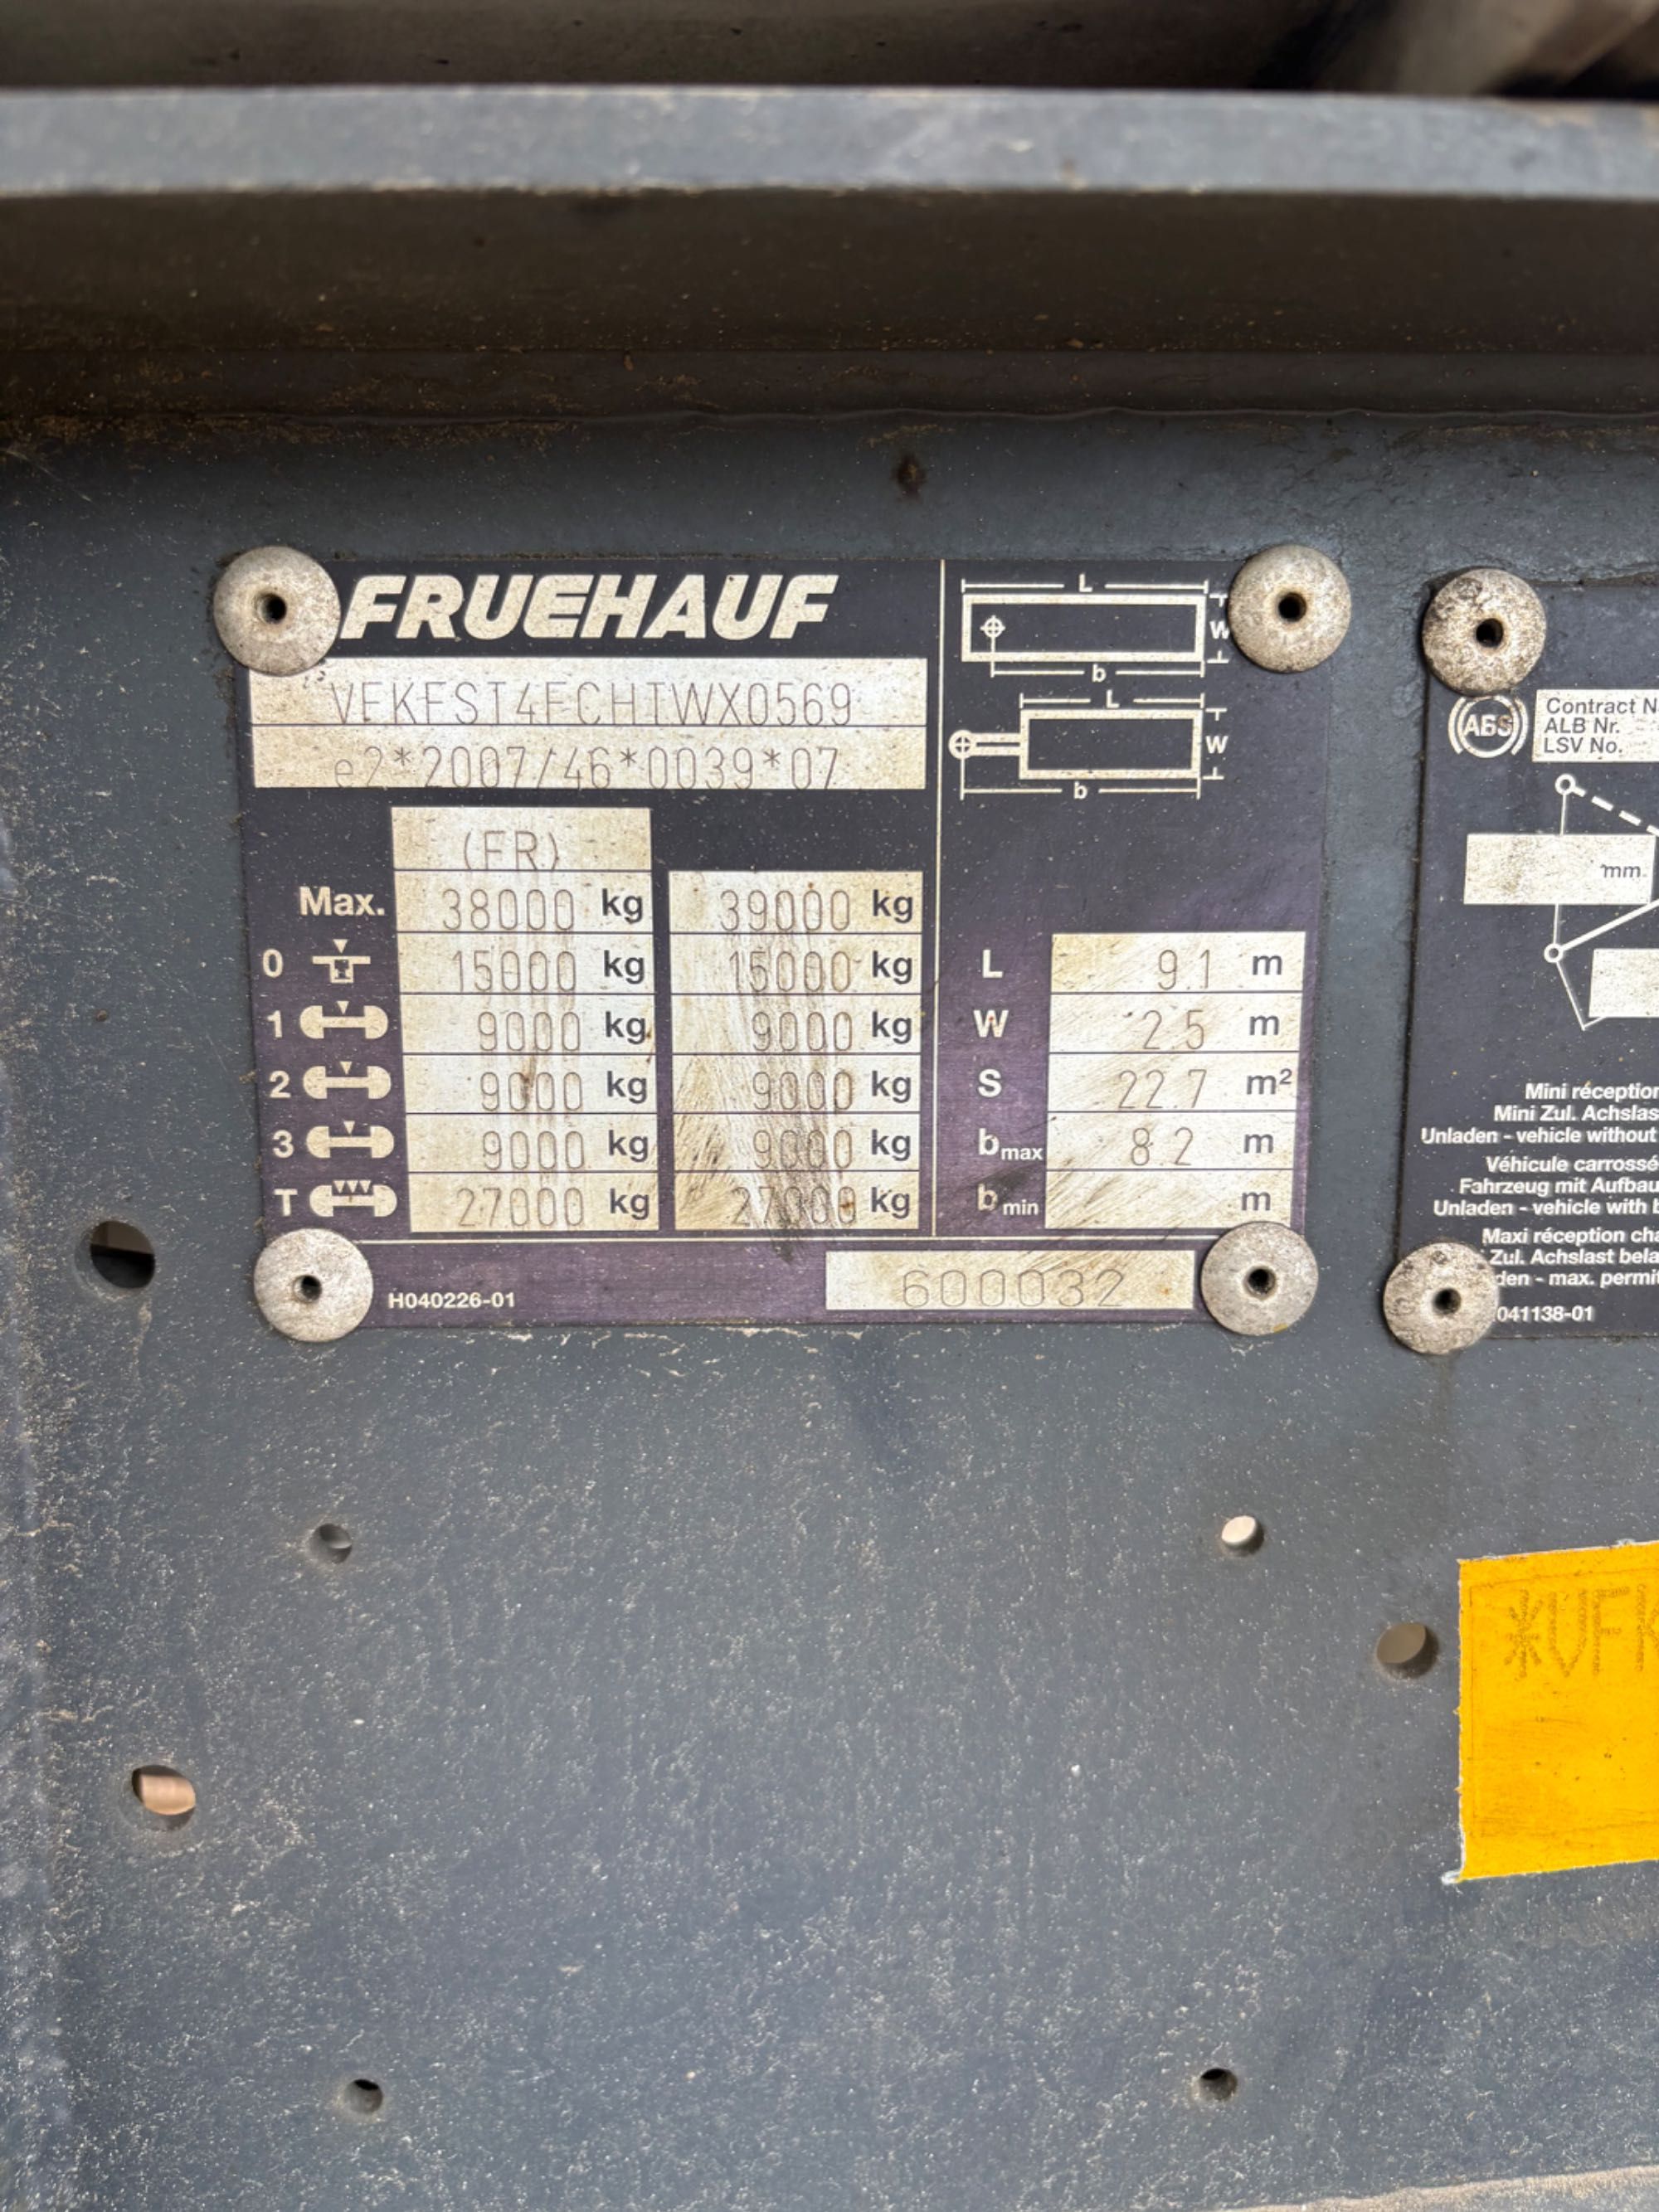 FRUEHAUF
VFKFST4FCH1WX0569
e2*2007/46*0039*07
(FR)
Max. 38000 kg 39000 kg
0 15000 kg 15000 kg
1 9000 kg 9000 kg
2 9000 kg 9000 kg
3 9000 kg 9000 kg
T 27000 kg 27000 kg
H040226-01
L
W
b
L
W
b
L 9.1 m
W 2.5 m
S 22.7 m²
b max 8.2 m
b min m
600032
ABS
Contract N
ALB Nr.
LSV No.
mm
Mini réception
Mini Zul. Achslas
Unladen - vehicle without
Véhicule carrossé
Fahrzeug mit Aufbau
Unladen - vehicle with b
Maxi réception cha
Zul. Achslast bela
den - max. permit
041138-01